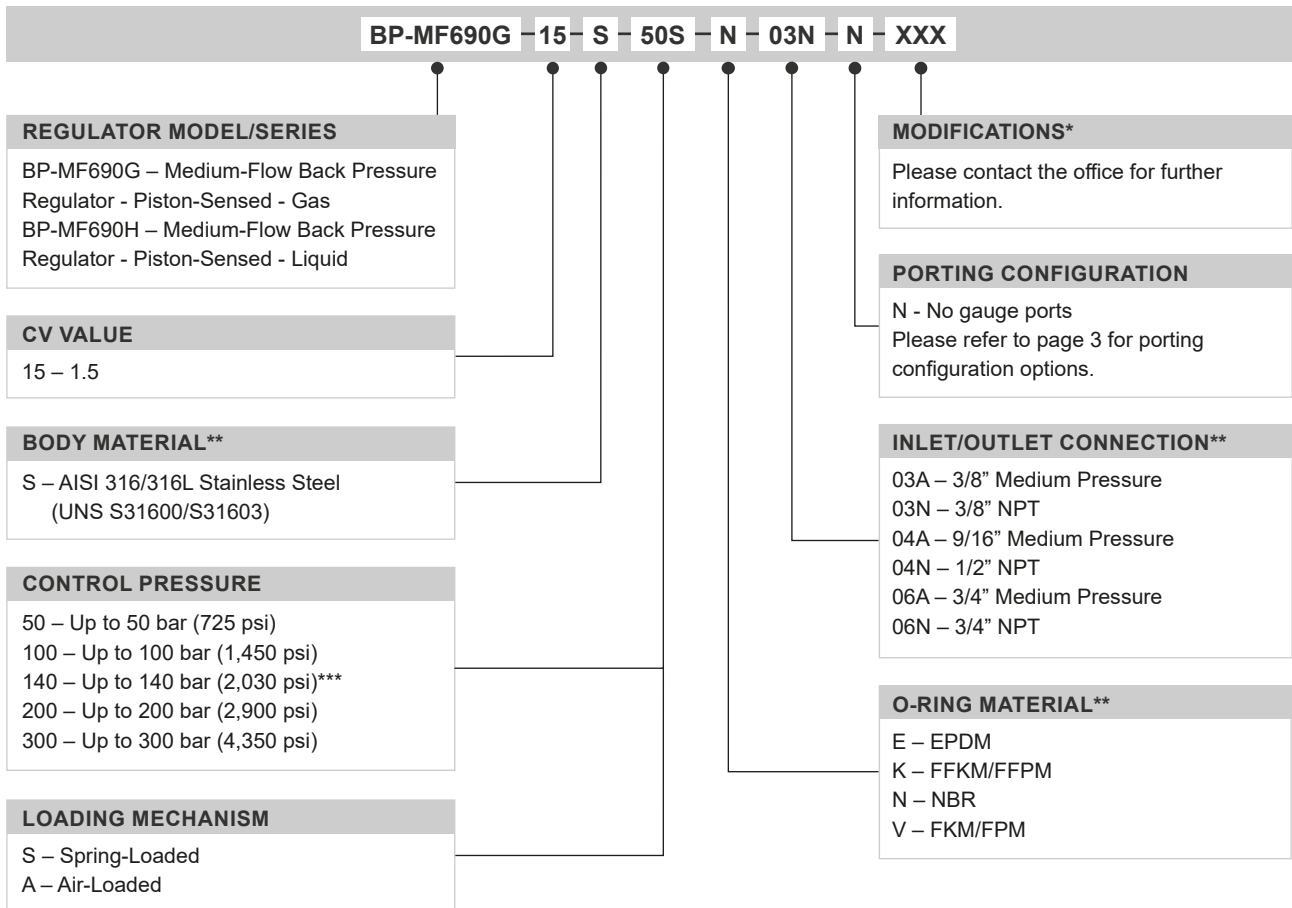 BP-MF690G 15 S 50S N 03N N XXX
REGULATOR MODEL/SERIES
BP-MF690G – Medium-Flow Back Pressure
Regulator - Piston-Sensed - Gas
BP-MF690H – Medium-Flow Back Pressure
Regulator - Piston-Sensed - Liquid
CV VALUE
15 – 1.5
BODY MATERIAL**
S – AISI 316/316L Stainless Steel
(UNS S31600/S31603)
CONTROL PRESSURE
50 – Up to 50 bar (725 psi)
100 – Up to 100 bar (1,450 psi)
140 – Up to 140 bar (2,030 psi)***
200 – Up to 200 bar (2,900 psi)
300 – Up to 300 bar (4,350 psi)
LOADING MECHANISM
S – Spring-Loaded
A – Air-Loaded
MODIFICATIONS*
Please contact the office for further
information.
PORTING CONFIGURATION
N - No gauge ports
Please refer to page 3 for porting
configuration options.
INLET/OUTLET CONNECTION**
03A – 3/8” Medium Pressure
03N – 3/8” NPT
04A – 9/16” Medium Pressure
04N – 1/2” NPT
06A – 3/4” Medium Pressure
06N – 3/4” NPT
O-RING MATERIAL**
E – EPDM
K – FFKM/FFPM
N – NBR
V – FKM/FPM